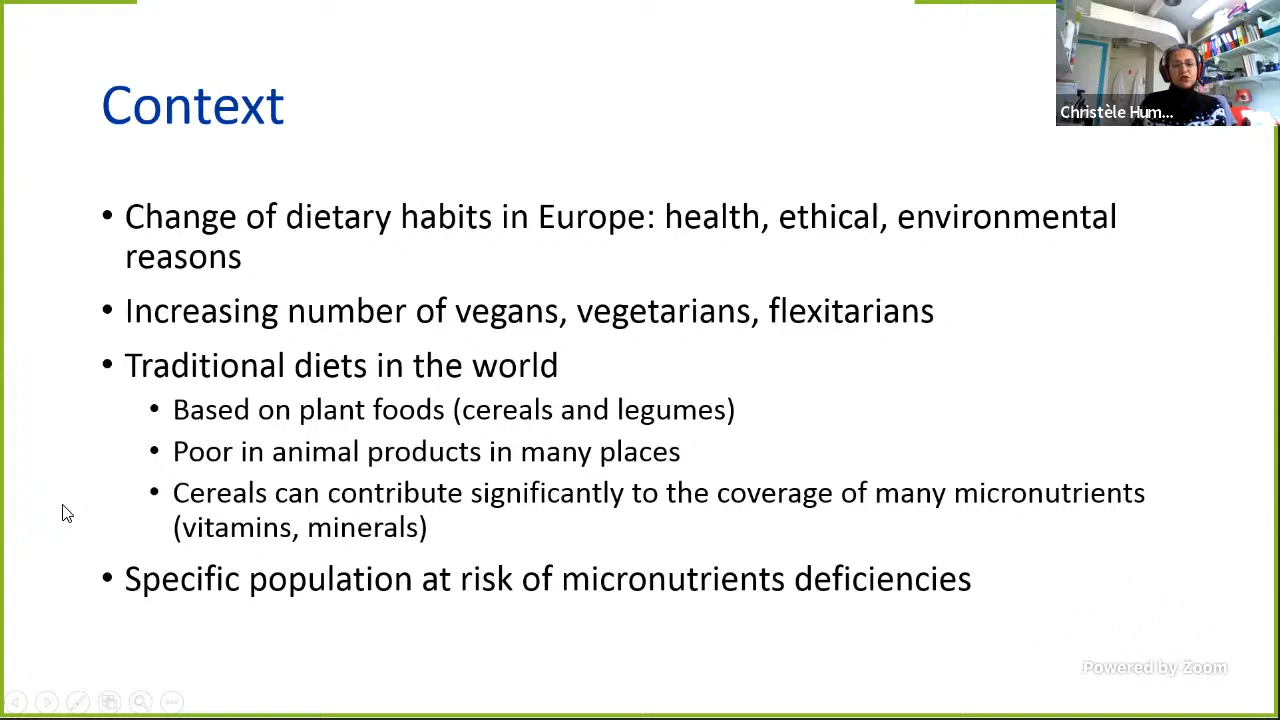 Context
Christèle Hum...
• Change of dietary habits in Europe: health, ethical, environmental
reasons
• Increasing number of vegans, vegetarians, flexitarians
• Traditional diets in the world
• Based on plant foods (cereals and legumes)
• Poor in animal products in many places
• Cereals can contribute significantly to the coverage of many micronutrients
(vitamins, minerals)
• Specific population at risk of micronutrients deficiencies
Powered by Zoom